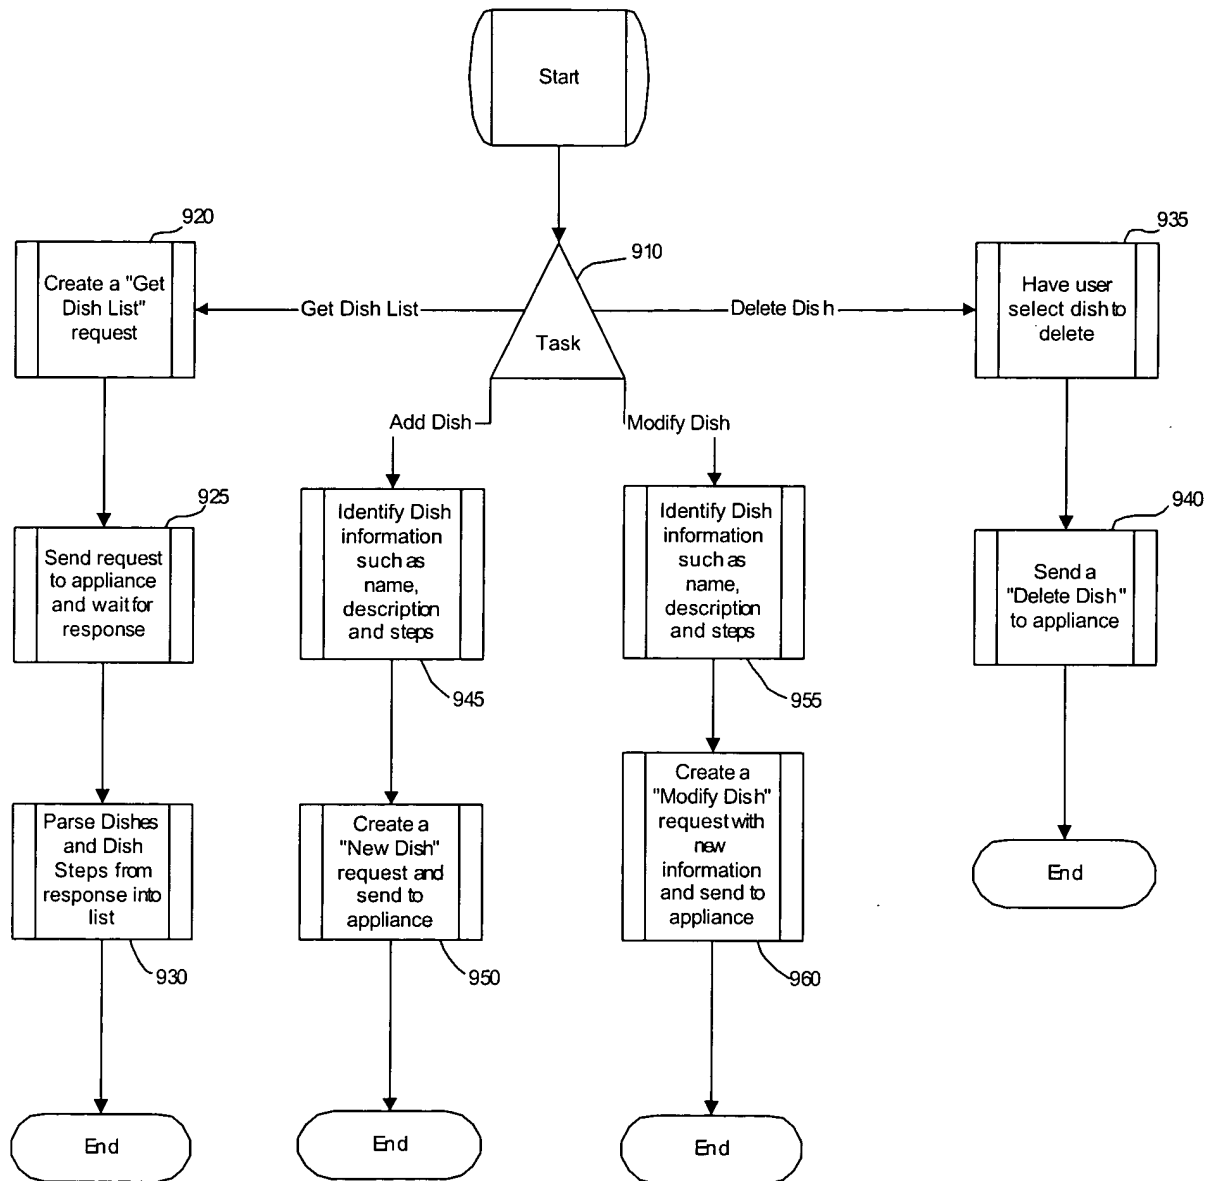 Start
920
Create a "Get
Dish List"
request
Get Dish List
910
Task
Delete Dish
935
Have user
select dish to
delete
Add Dish
Modify Dish
925
Send request
to appliance
and wait for
response
Identify Dish
information
such as
name,
description
and steps
945
Identify Dish
information
such as
name,
description
and steps
955
940
Send a
"Delete Dish"
to appliance
Parse Dishes
and Dish
Steps from
response into
list
930
Create a
"New Dish"
request and
send to
appliance
950
Create a
"Modify Dish"
request with
new
information
and send to
appliance
960
End
End
End
End